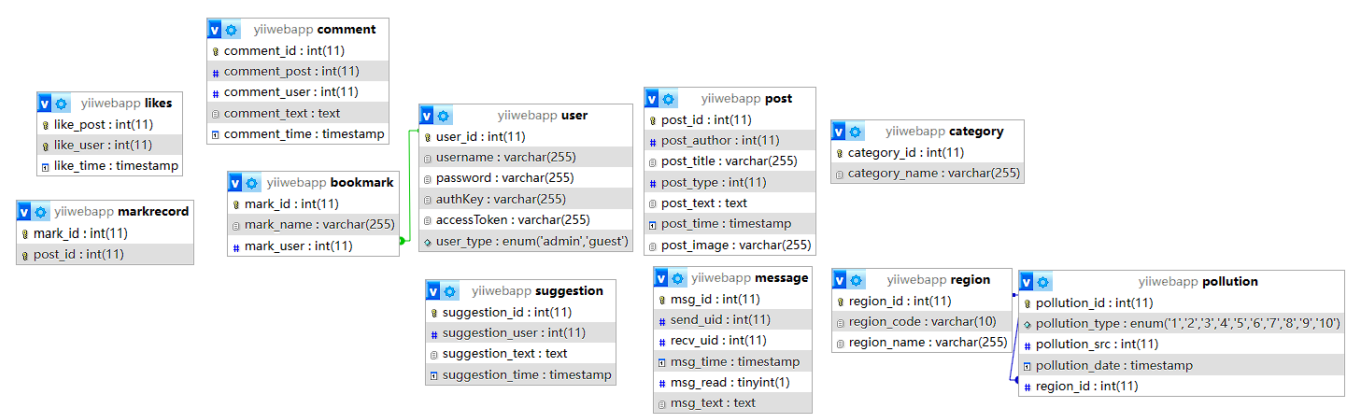 yiiwebapp comment
comment_id : int(11)
comment_post : int(11)
comment_user : int(11)
comment_text : text
comment_time : timestamp
yiiwebapp likes
like_post : int(11)
like_user : int(11)
like_time : timestamp
yiiwebapp user
user_id : int(11)
username : varchar(255)
password : varchar(255)
authKey : varchar(255)
accessToken : varchar(255)
user_type : enum('admin','guest')
yiiwebapp post
post_id : int(11)
post_author : int(11)
post_title : varchar(255)
post_type : int(11)
post_text : text
post_time : timestamp
post_image : varchar(255)
yiiwebapp category
category_id : int(11)
category_name : varchar(255)
yiiwebapp bookmark
mark_id : int(11)
mark_name : varchar(255)
mark_user : int(11)
yiiwebapp markrecord
mark_id : int(11)
post_id : int(11)
yiiwebapp suggestion
suggestion_id : int(11)
suggestion_user : int(11)
suggestion_text : text
suggestion_time : timestamp
yiiwebapp message
msg_id : int(11)
send_uid : int(11)
recv_uid : int(11)
msg_time : timestamp
msg_read : tinyint(1)
msg_text : text
yiiwebapp region
region_id : int(11)
region_code : varchar(10)
region_name : varchar(255)
yiiwebapp pollution
pollution_id : int(11)
pollution_type : enum('1','2','3','4','5','6','7','8','9','10')
pollution_src : int(11)
pollution_date : timestamp
region_id : int(11)